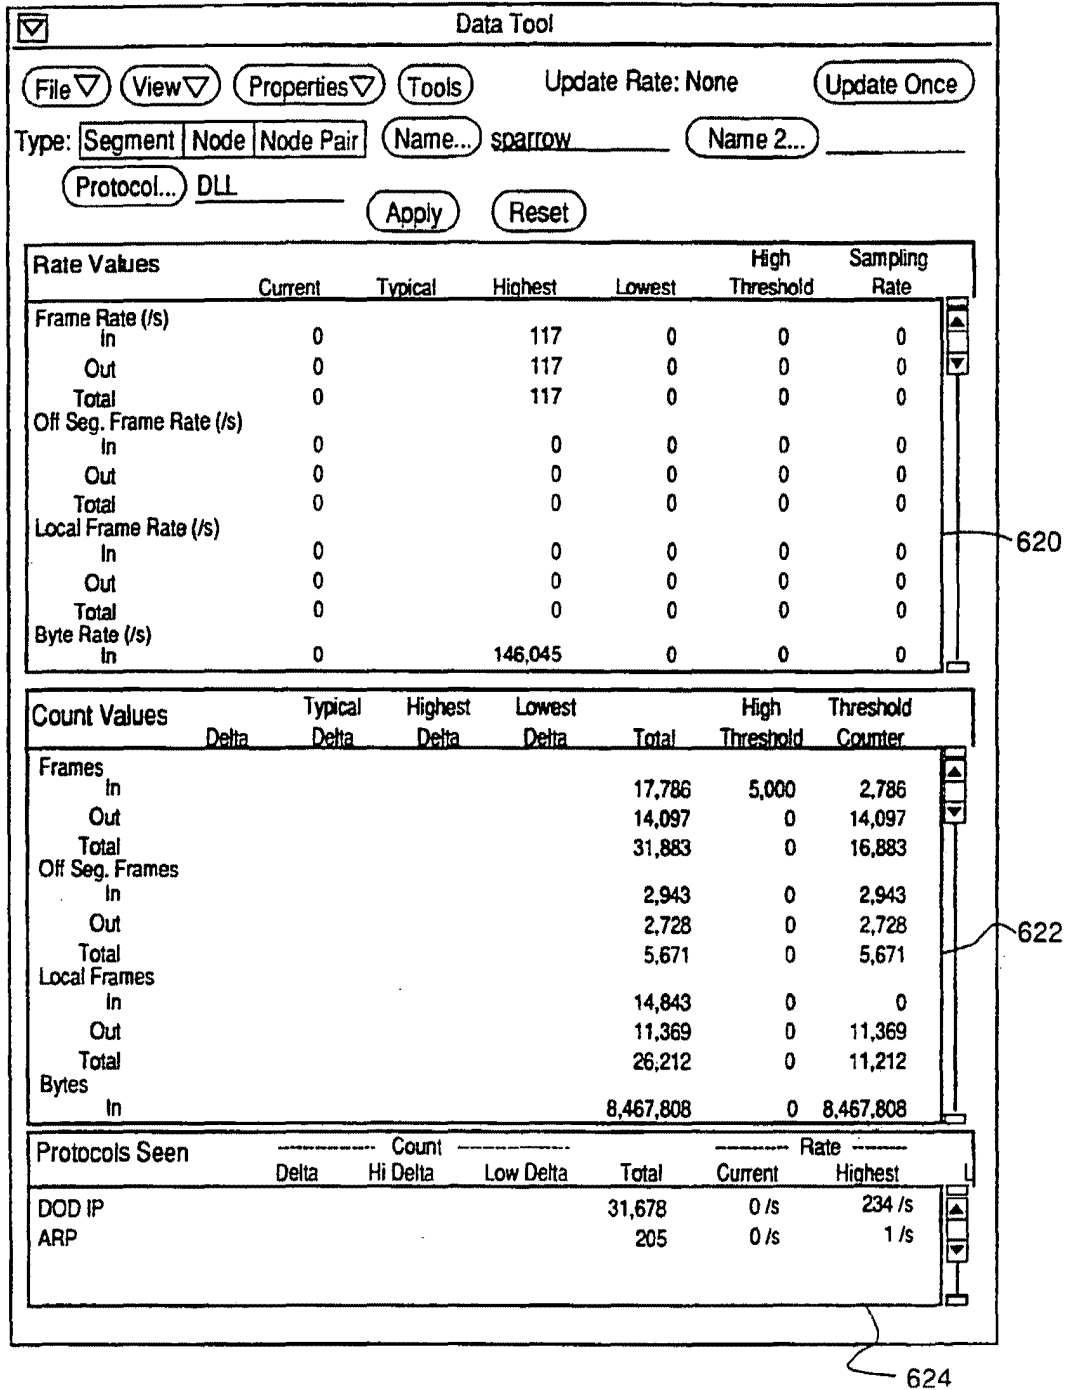 Data Tool
File View Properties Tools Update Rate: None Update Once
Type: Segment Node Node Pair Name... sparrow Name 2...
Protocol... DLL
Apply Reset
Rate Values High Sampling
Current Typical Highest Lowest Threshold Rate
Frame Rate (/s)
In 0 117 0 0 0
Out 0 117 0 0 0
Total 0 117 0 0 0
Off Seg. Frame Rate (/s)
In 0 0 0 0 0
Out 0 0 0 0 0
Total 0 0 0 0 0
Local Frame Rate (/s)
In 0 0 0 0 0
620
Out 0 0 0 0 0
Total 0 0 0 0 0
Byte Rate (/s)
In 0 146,045 0 0 0
Count Values Typical Highest Lowest High Threshold
Delta Delta Delta Delta Total Threshold Counter
Frames
In 17,786 5,000 2,786
Out 14,097 0 14,097
Total 31,883 0 16,883
Off Seg. Frames
In 2,943 0 2,943
Out 2,728 0 2,728
622
Total 5,671 0 5,671
Local Frames
In 14,843 0 0
Out 11,369 0 11,369
Total 26,212 0 11,212
Bytes
In 8,467,808 0 8,467,808
Protocols Seen -------- Count -------- ------- Rate ------
Delta Hi Delta Low Delta Total Current Highest L
DOD IP 31,678 0 /s 234 /s
ARP 205 0 /s 1 /s
624